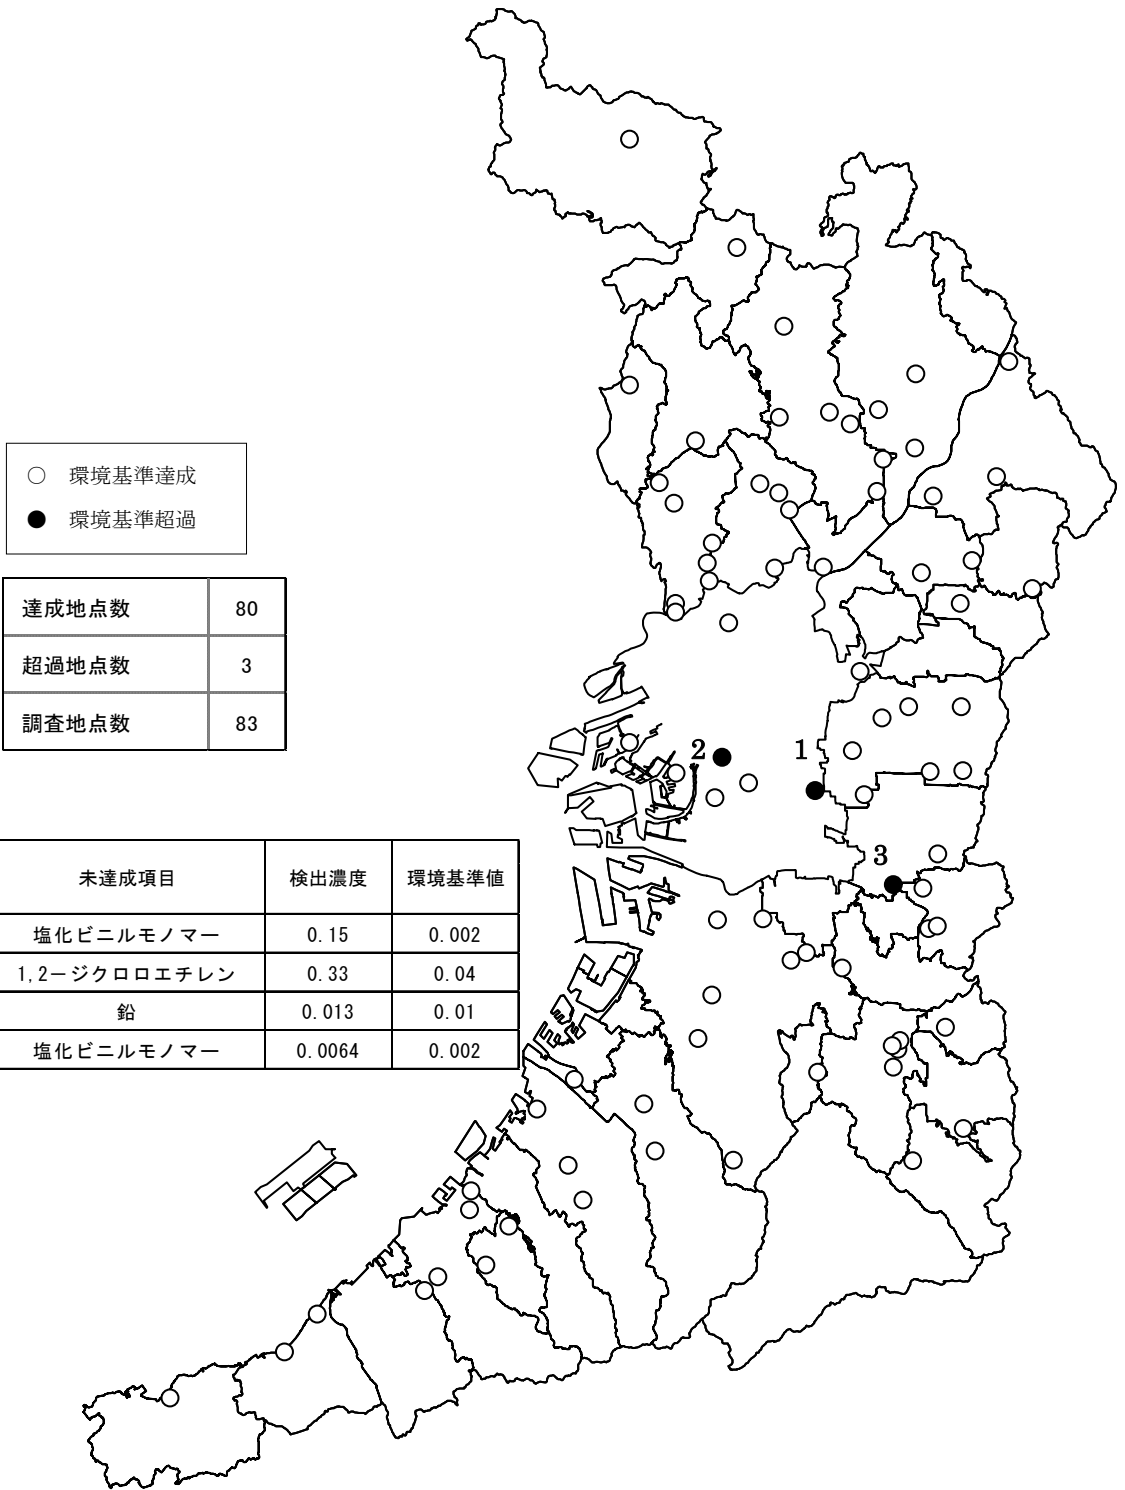 ○ 環境基準達成
● 環境基準超過
達成地点数 80
超過地点数 3
調査地点数 83
2
1
3
未達成項目 検出濃度 環境基準値
塩化ビニルモノマー 0.15 0.002
1,2－ジクロロエチレン 0.33 0.04
鉛 0.013 0.01
塩化ビニルモノマー 0.0064 0.002